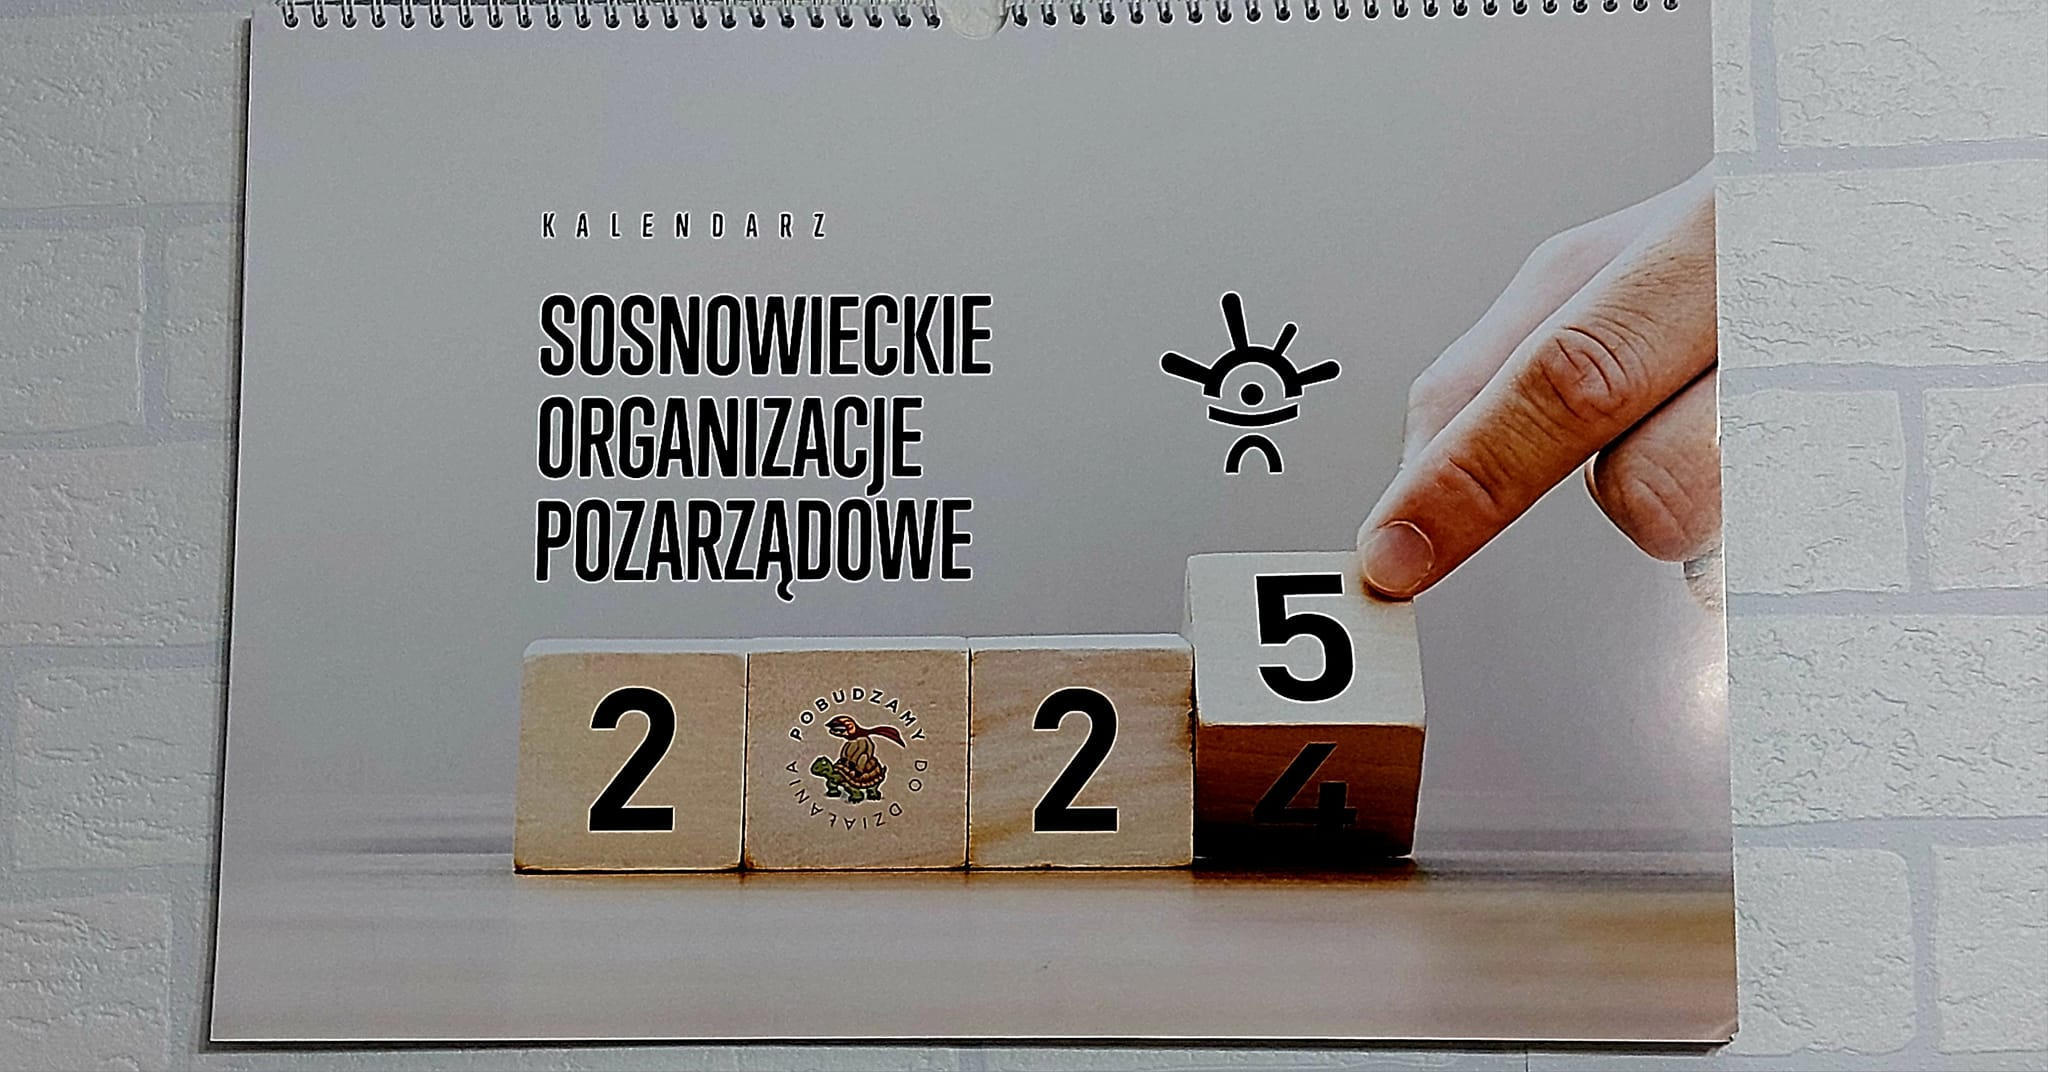 KALENDARZ
SOSNOWIECKIE
ORGANIZACJE
POZARZĄDOWE
2 2 5
4
POBUDZAMY DO DZIAŁANIA